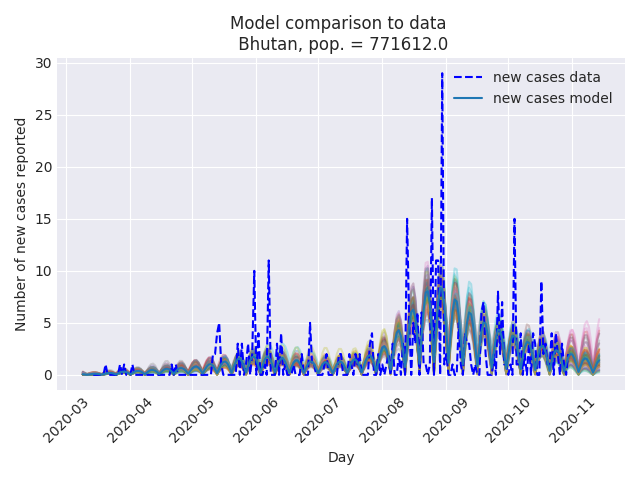 Model comparison to data
Bhutan, pop. = 771612.0
new cases data
new cases model
Number of new cases reported
30
25
20
15
10
5
0
2020-03
2020-04
2020-05
2020-06
2020-07
2020-08
2020-09
2020-10
2020-11
Day